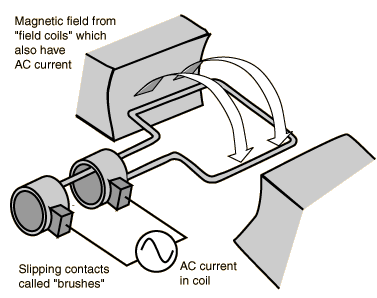 Magnetic field from
"field coils" which
also have
AC current
Slipping contacts
called "brushes"
AC current
in coil